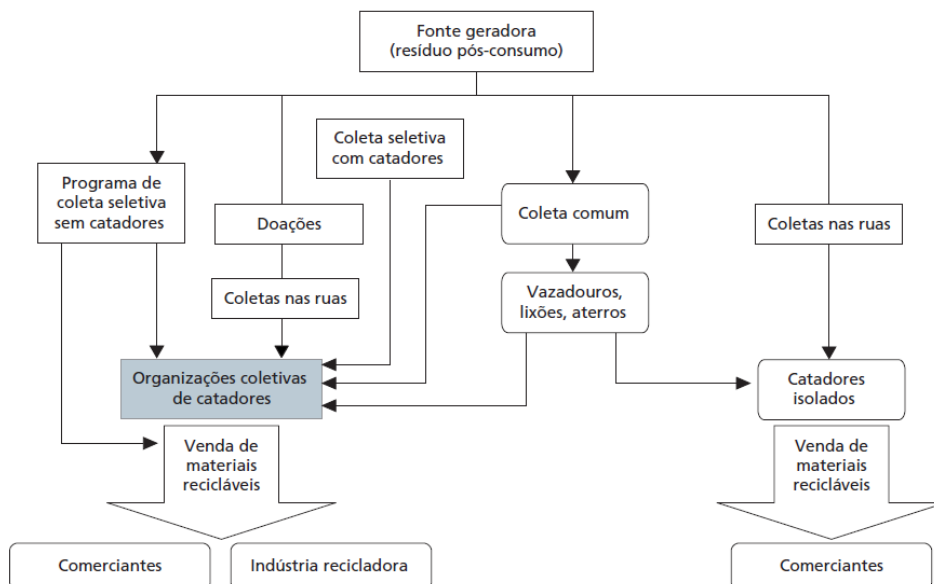 Fonte geradora
(resíduo pós-consumo)
Coleta seletiva
com catadores
Programa de
coleta seletiva
sem catadores
Doações
Coleta comum
Coletas nas ruas
Coletas nas ruas
Vazadouros,
lixões, aterros
Organizações coletivas
de catadores
Catadores
isolados
Venda de
materiais
recicláveis
Venda de
materiais
recicláveis
Comerciantes
Indústria recicladora
Comerciantes